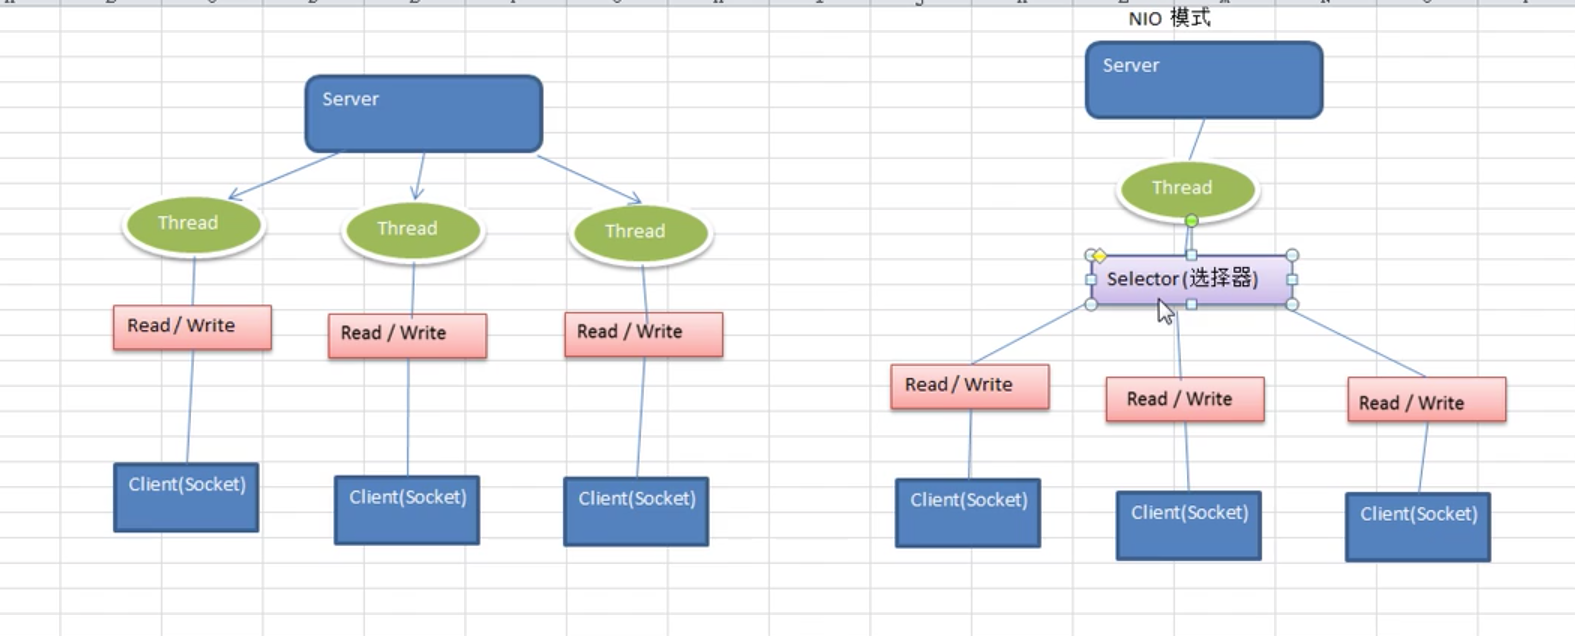 NIO 模式
Server
Thread
Thread
Thread
Read / Write
Read / Write
Read / Write
Client(Socket)
Client(Socket)
Client(Socket)
Server
Thread
Selector(选择器)
Read / Write
Read / Write
Read / Write
Client(Socket)
Client(Socket)
Client(Socket)